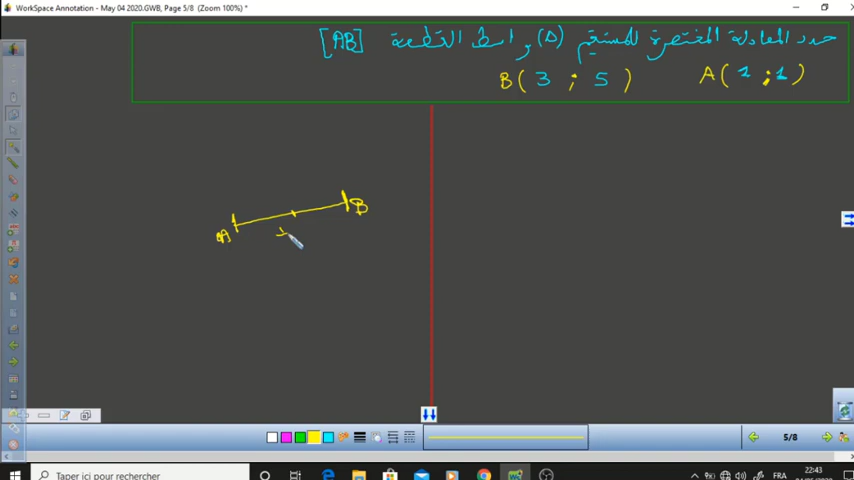 WorkSpace Annotation - May 04 2020.GWB, Page 5/8 (Zoom 100%) *
حدد المعادلة المختصرة للمستقيم (Δ) واسط القطعة [AB]
A(1 ; 1) B(3 ; 5)
A B
5/8
Taper ici pour rechercher
FRA
22:43